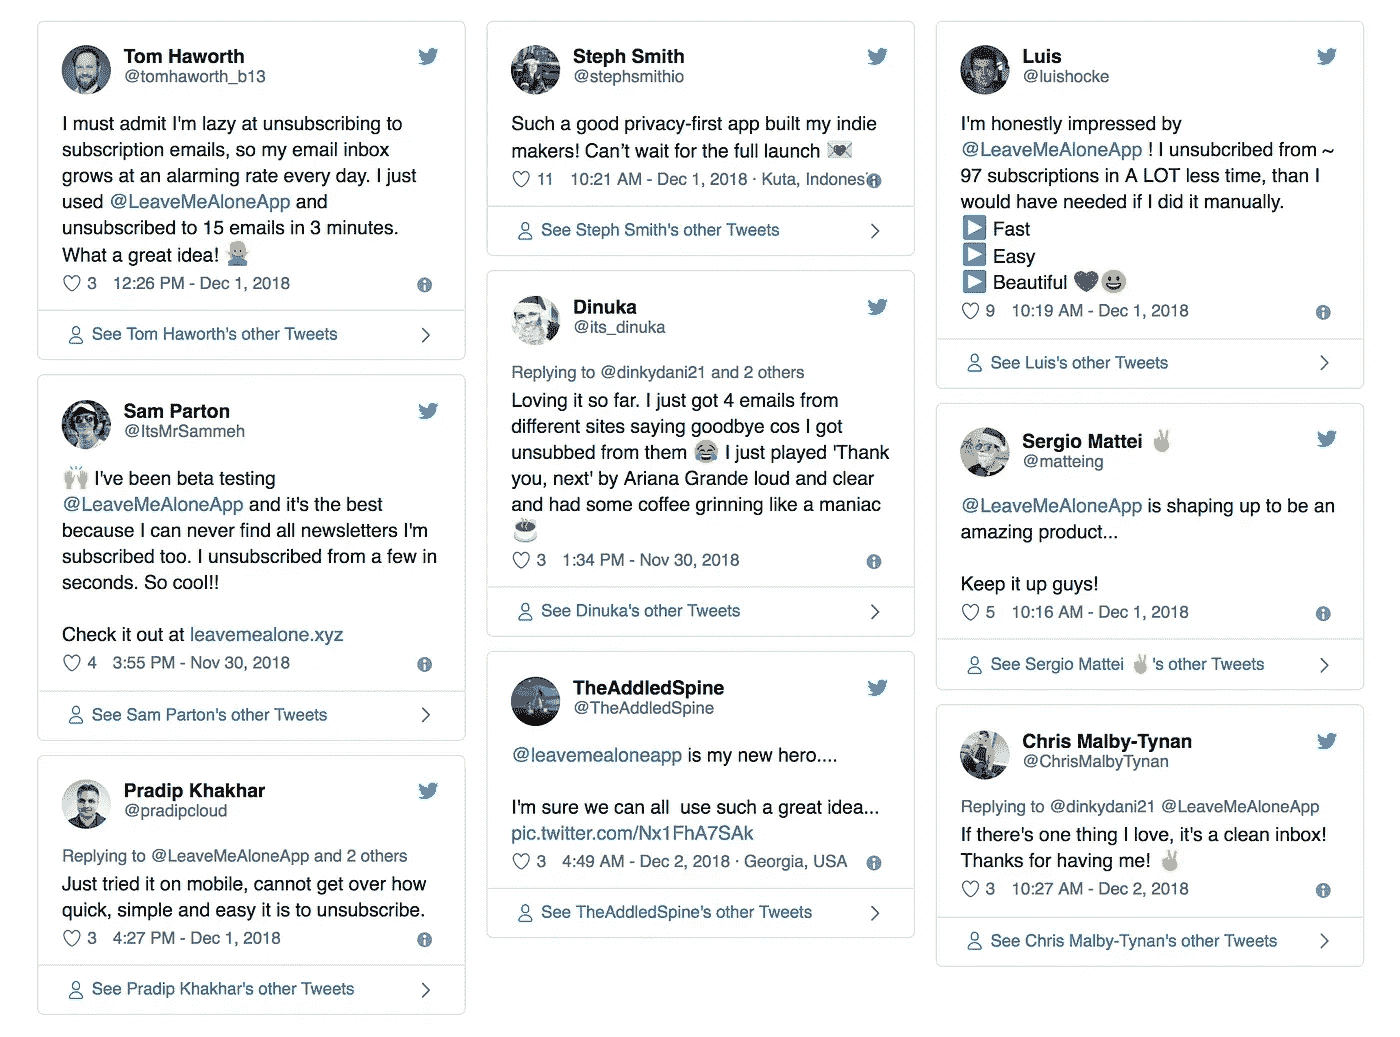 Tom Haworth
@tomhaworth_b13
I must admit I'm lazy at unsubscribing to
subscription emails, so my email inbox
grows at an alarming rate every day. I just
used @LeaveMeAloneApp and
unsubscribed to 15 emails in 3 minutes.
What a great idea! 🙇
3 12:26 PM - Dec 1, 2018
See Tom Haworth's other Tweets
Sam Parton
@ItsMrSammeh
🙌 I've been beta testing
@LeaveMeAloneApp and it's the best
because I can never find all newsletters I'm
subscribed too. I unsubscribed from a few in
seconds. So cool!!
Check it out at leavemealone.xyz
4 3:55 PM - Nov 30, 2018
See Sam Parton's other Tweets
Pradip Khakhar
@pradipcloud
Replying to @LeaveMeAloneApp and 2 others
Just tried it on mobile, cannot get over how
quick, simple and easy it is to unsubscribe.
3 4:27 PM - Dec 1, 2018
See Pradip Khakhar's other Tweets
Steph Smith
@stephsmithio
Such a good privacy-first app built my indie
makers! Can't wait for the full launch 💌
11 10:21 AM - Dec 1, 2018 · Kuta, Indones
See Steph Smith's other Tweets
Dinuka
@its_dinuka
Replying to @dinkydani21 and 2 others
Loving it so far. I just got 4 emails from
different sites saying goodbye cos I got
unsubbed from them 😂 I just played 'Thank
you, next' by Ariana Grande loud and clear
and had some coffee grinning like a maniac
☕
3 1:34 PM - Nov 30, 2018
See Dinuka's other Tweets
TheAddledSpine
@TheAddledSpine
@leavemealoneapp is my new hero....
I'm sure we can all  use such a great idea...
pic.twitter.com/Nx1FhA7SAk
3 4:49 AM - Dec 2, 2018 · Georgia, USA
See TheAddledSpine's other Tweets
Luis
@luishocke
I'm honestly impressed by
@LeaveMeAloneApp ! I unsubcribed from ~
97 subscriptions in A LOT less time, than I
would have needed if I did it manually.
▶️ Fast
▶️ Easy
▶️ Beautiful 🖤😀
9 10:19 AM - Dec 1, 2018
See Luis's other Tweets
Sergio Mattei ✌️
@matteing
@LeaveMeAloneApp is shaping up to be an
amazing product...
Keep it up guys!
5 10:16 AM - Dec 1, 2018
See Sergio Mattei ✌️'s other Tweets
Chris Malby-Tynan
@ChrisMalbyTynan
Replying to @dinkydani21 @LeaveMeAloneApp
If there's one thing I love, it's a clean inbox!
Thanks for having me! ✌️
3 10:27 AM - Dec 2, 2018
See Chris Malby-Tynan's other Tweets